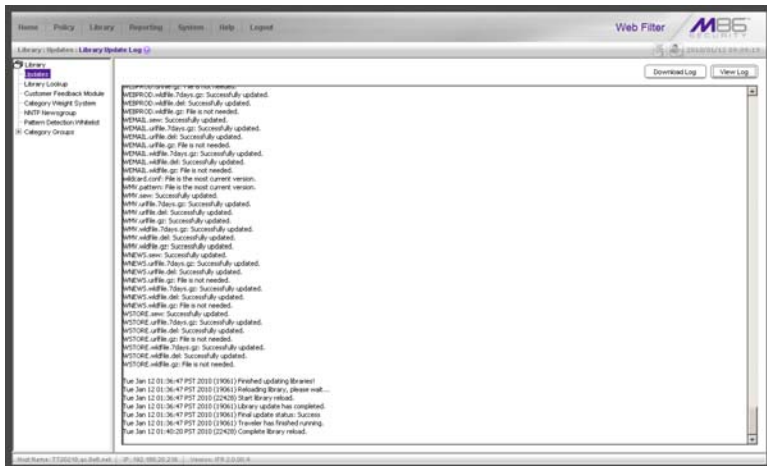 Home Policy Library Reporting System Help Logout
Web Filter
M86
SECURITY
Library: Updates: Library Update Log
Library
Updates
Library Lookup
Customer Feedback Module
Category Weight System
NNTP Newsgroup
Pattern Detection Whitelist
Category Groups
Download Log View Log
WEBPROD.wldfile.7days.gz: Successfully updated.
WEBPROD.wldfile.del: Successfully updated.
WEBPROD.wldfile.gz: File is not needed.
WEMAIL.sew: Successfully updated.
WEMAIL.urlfile.7days.gz: Successfully updated.
WEMAIL.urlfile.del: Successfully updated.
WEMAIL.urlfile.gz: File is not needed.
WEMAIL.wldfile.7days.gz: Successfully updated.
WEMAIL.wldfile.del: Successfully updated.
WEMAIL.wldfile.gz: File is not needed.
wildcard.conf: File is the most current version.
WMV.pattern: File is the most current version.
WMV.sew: Successfully updated.
WMV.urlfile.7days.gz: Successfully updated.
WMV.urlfile.del: Successfully updated.
WMV.urlfile.gz: Successfully updated.
WMV.wldfile.7days.gz: Successfully updated.
WMV.wldfile.del: Successfully updated.
WMV.wldfile.gz: Successfully updated.
WNEWS.sew: Successfully updated.
WNEWS.urlfile.7days.gz: Successfully updated.
WNEWS.urlfile.del: Successfully updated.
WNEWS.urlfile.gz: File is not needed.
WNEWS.wldfile.7days.gz: Successfully updated.
WNEWS.wldfile.del: Successfully updated.
WNEWS.wldfile.gz: File is not needed.
WSTORE.sew: Successfully updated.
WSTORE.urlfile.7days.gz: Successfully updated.
WSTORE.urlfile.del: Successfully updated.
WSTORE.urlfile.gz: File is not needed.
WSTORE.wldfile.7days.gz: Successfully updated.
WSTORE.wldfile.del: Successfully updated.
WSTORE.wldfile.gz: File is not needed.
Tue Jan 12 01:36:47 PST 2010 (19061) Finished updating libraries!
Tue Jan 12 01:36:47 PST 2010 (19061) Reloading library, please wait...
Tue Jan 12 01:36:47 PST 2010 (22428) Start library reload.
Tue Jan 12 01:36:47 PST 2010 (19061) Library update has completed.
Tue Jan 12 01:36:47 PST 2010 (19061) Final update status: Success
Tue Jan 12 01:36:47 PST 2010 (19061) Traveler has finished running.
Tue Jan 12 01:40:20 PST 2010 (22428) Complete library reload.
Host Name: